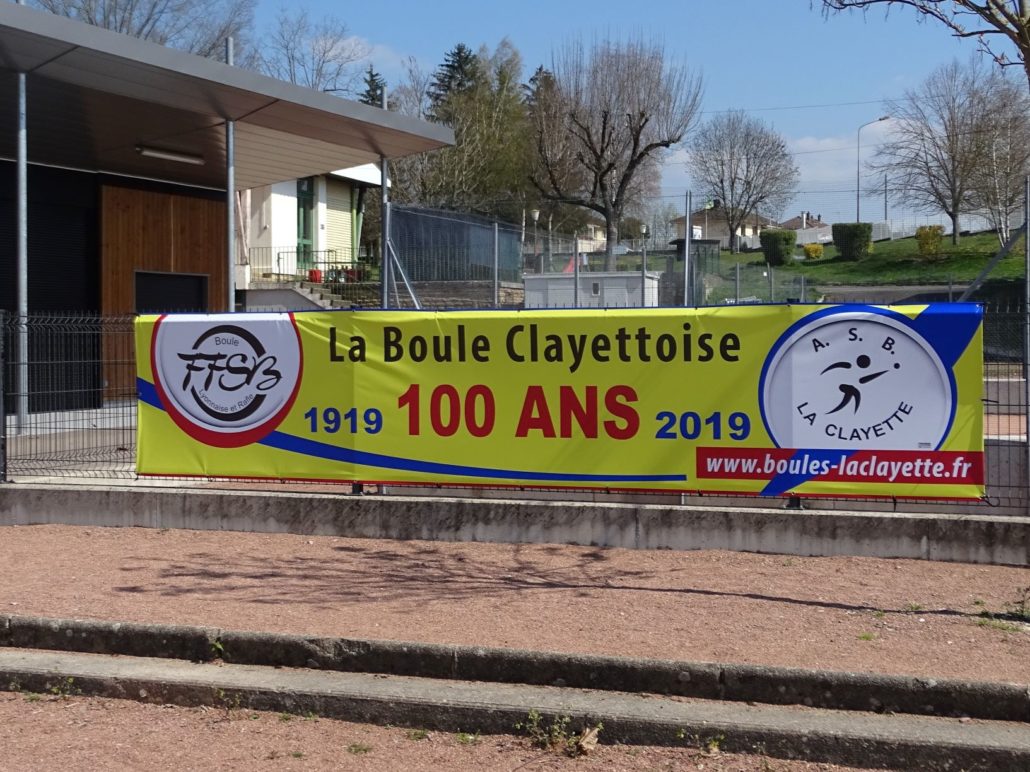 La Boule Clayettoise
1919 100 ANS 2019
Boule
FFSB
Lyonnaise et Raffa
A. S. B.
LA CLAYETTE
www.boules-laclayette.fr